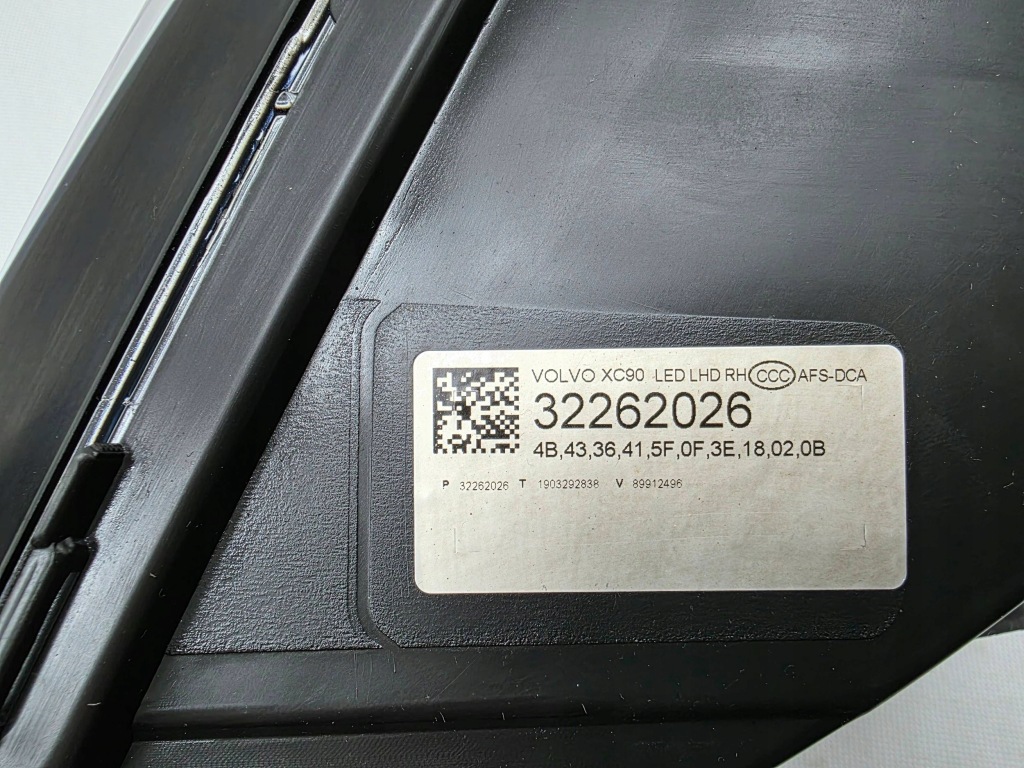 VOLVO XC90 LED LHD RH CCC AFS-DCA
32262026
4B,43,36,41,5F,0F,3E,18,02,0B
P 32262026 T 1903292838 V 89912496